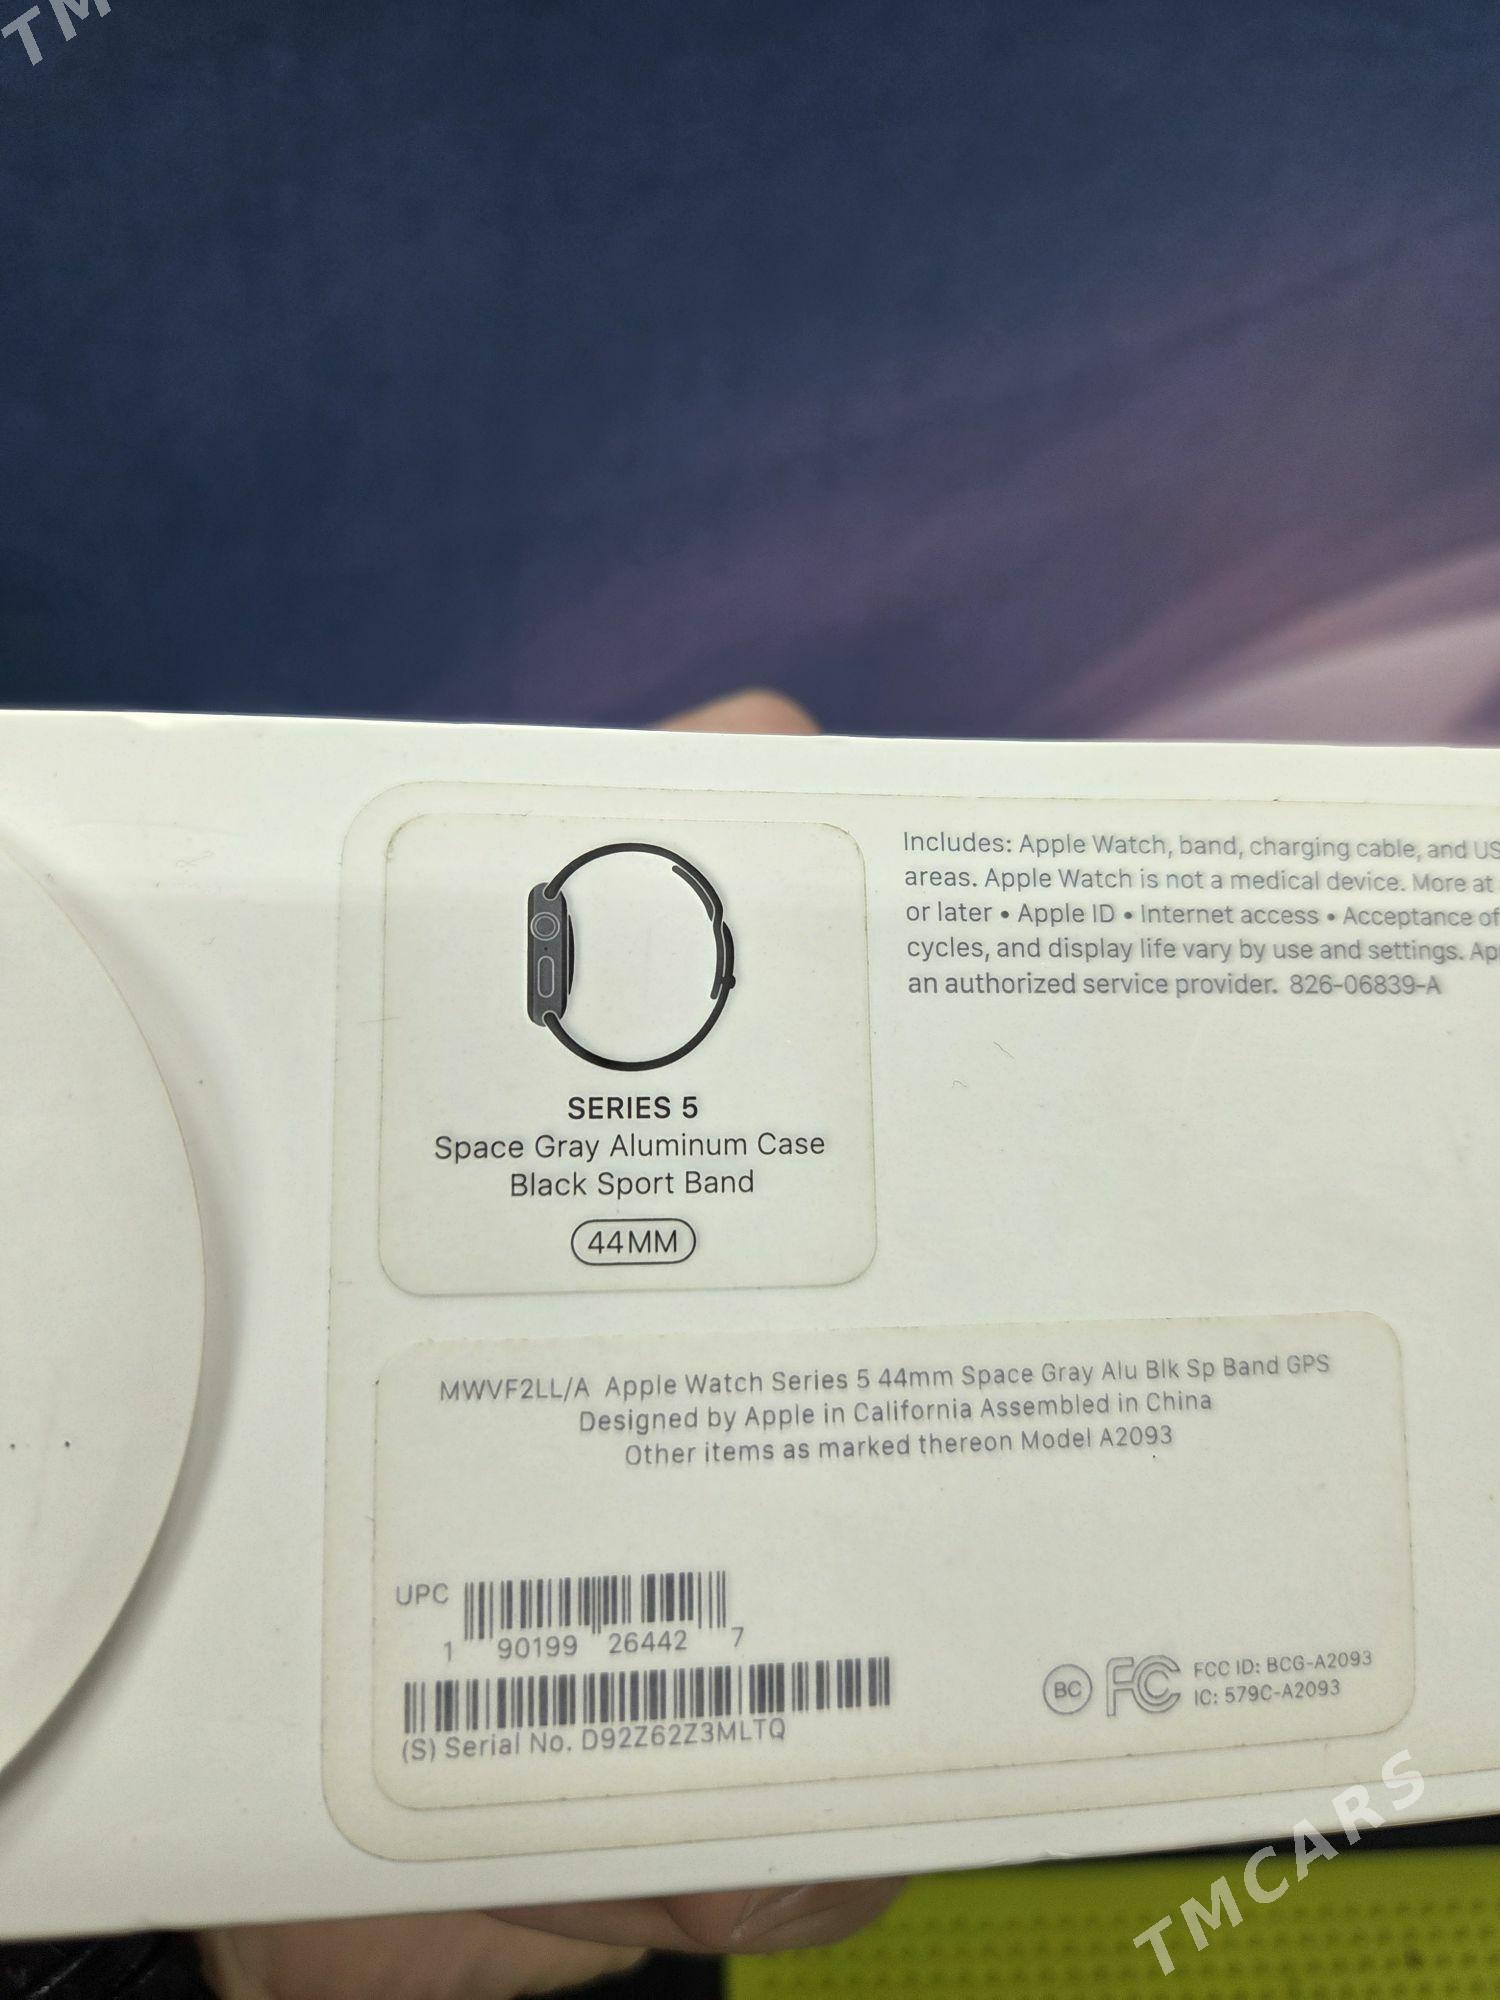 TM
Includes: Apple Watch, band, charging cable, and US
areas. Apple Watch is not a medical device. More at
or later • Apple ID • Internet access • Acceptance of
cycles, and display life vary by use and settings. Ap
an authorized service provider. 826-06839-A
SERIES 5
Space Gray Aluminum Case
Black Sport Band
44MM
MWVF2LL/A Apple Watch Series 5 44mm Space Gray Alu Blk Sp Band GPS
Designed by Apple in California Assembled in China
Other items as marked thereon Model A2093
UPC
1 90199 26442 7
(S) Serial No. D92Z62Z3MLTQ
BC FC FCC ID: BCG-A2093
IC: 579C-A2093
TMCARS